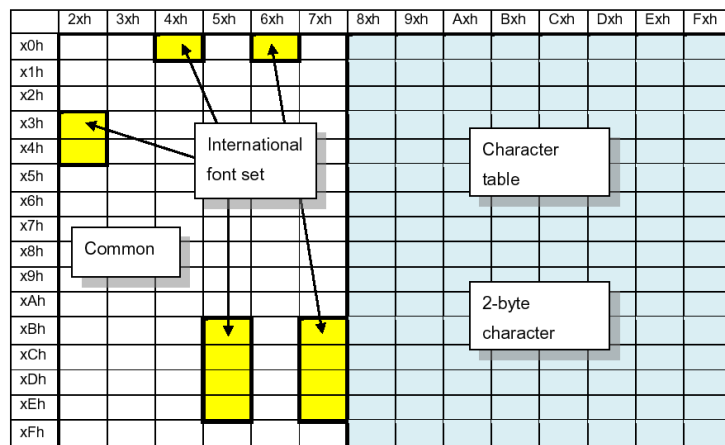 2xh 3xh 4xh 5xh 6xh 7xh 8xh 9xh Axh Bxh Cxh Dxh Exh Fxh
x0h
x1h
x2h
x3h
x4h
x5h
x6h
x7h
x8h
x9h
xAh
xBh
xCh
xDh
xEh
xFh
International
font set
Character
table
Common
2-byte
character